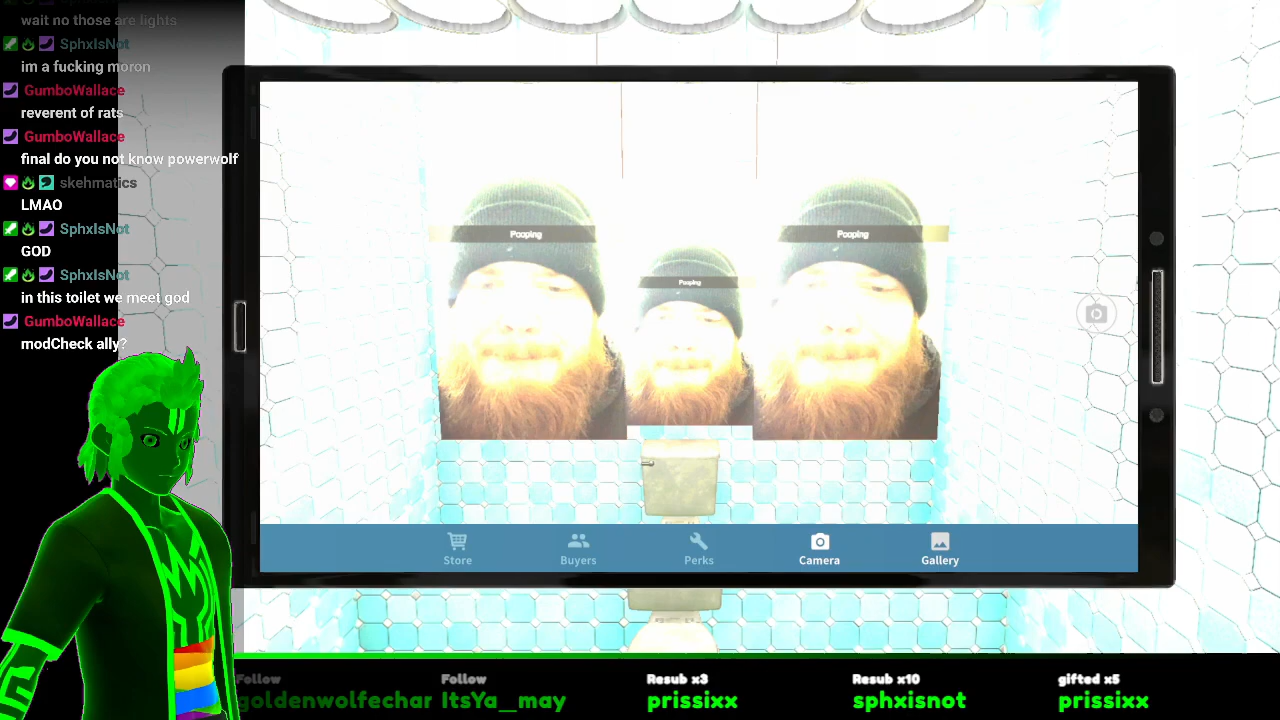 wait no those are lights
SphxIsNot
im a fucking moron
GumboWallace
reverent of rats
GumboWallace
final do you not know powerwolf
skehmatics
LMAO
SphxIsNot
GOD
SphxIsNot
in this toilet we meet god
GumboWallace
modCheck ally?
Pooping
Pooping
Pooping
Store
Buyers
Perks
Camera
Gallery
Follow
goldenwolfechar
Follow
ItsYa__may
Resub x3
prissixx
Resub x10
sphxisnot
gifted x5
prissixx